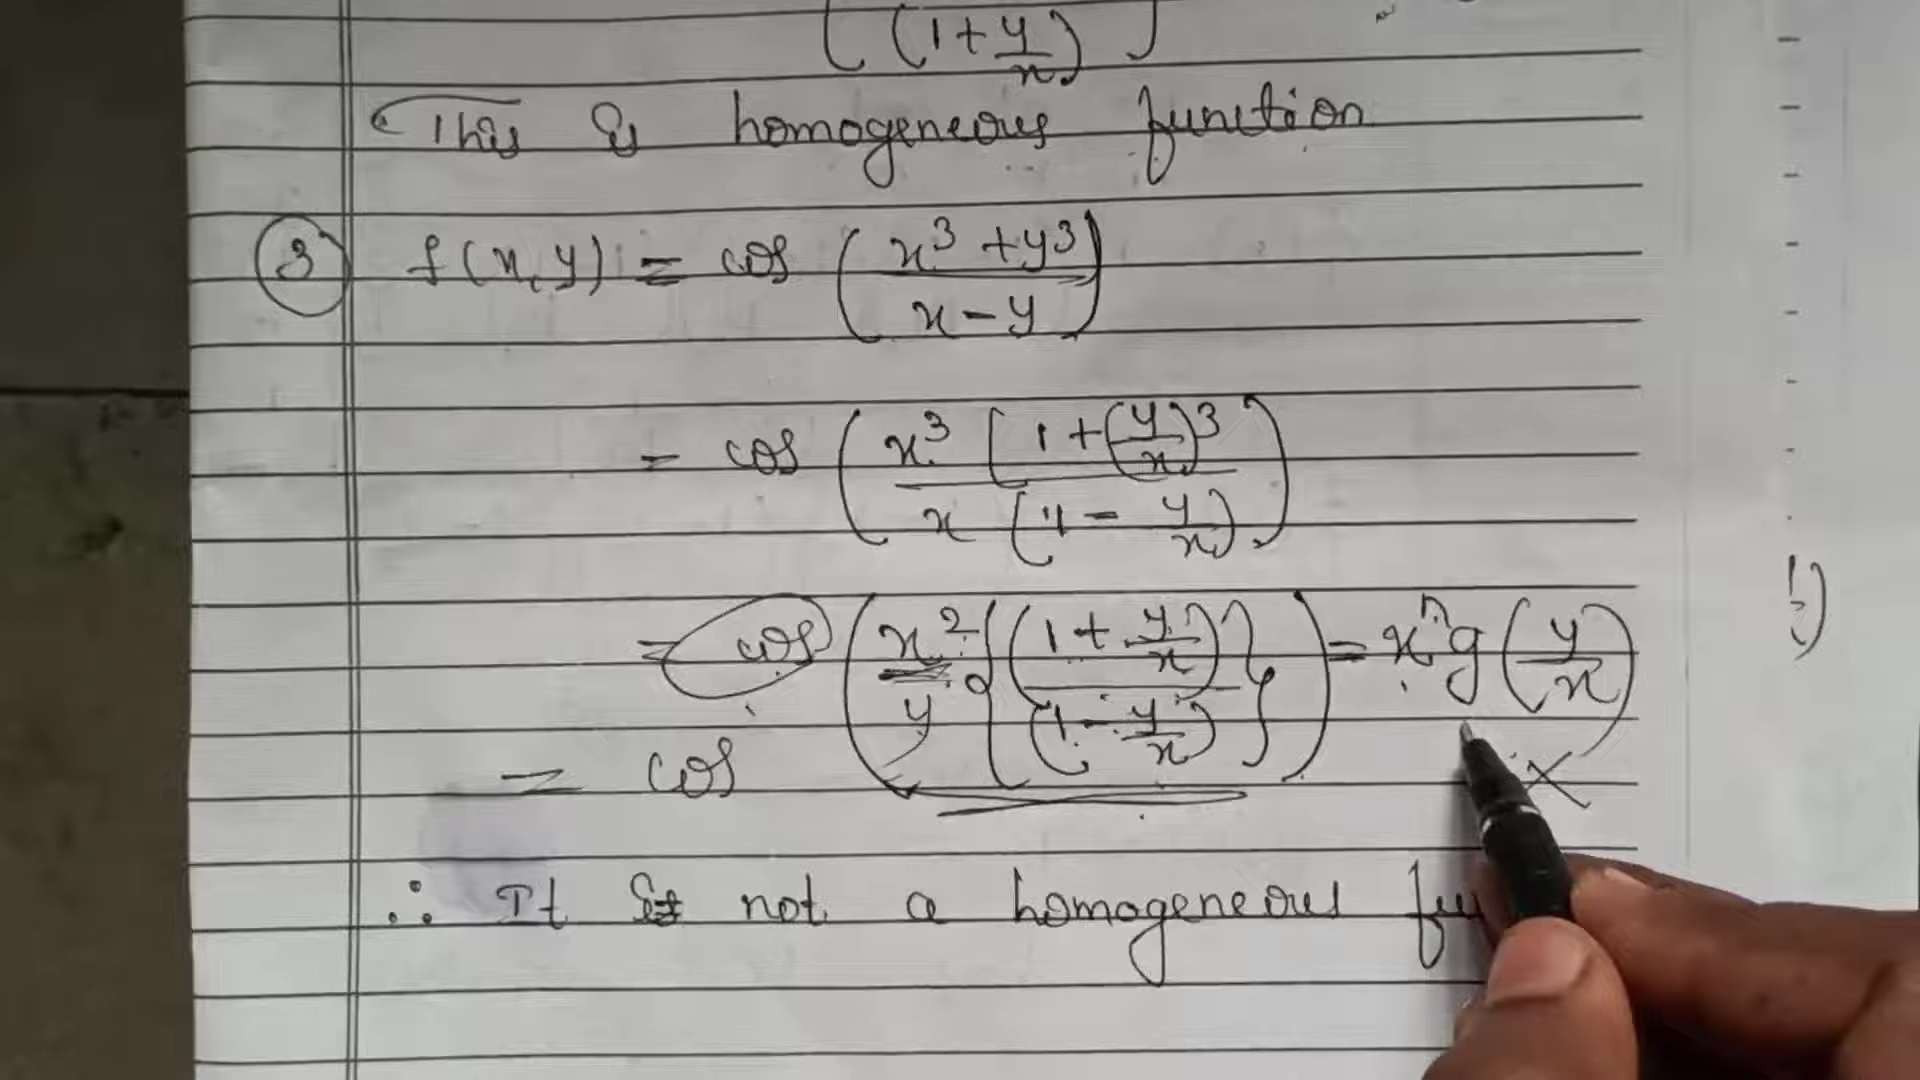 (1 + y/x)
This is homogeneous function
3 f(x, y) = cos ( x³ + y³ / x - y )
= cos ( x³ [ 1 + (y/x)³ / x ( 1 - y/x ) )
= cos ( x² / y . { (1 + y/x) / (1 - y/x) } ) = xⁿ g ( y/x )
= cos ×
∴ It is not a homogeneous fu